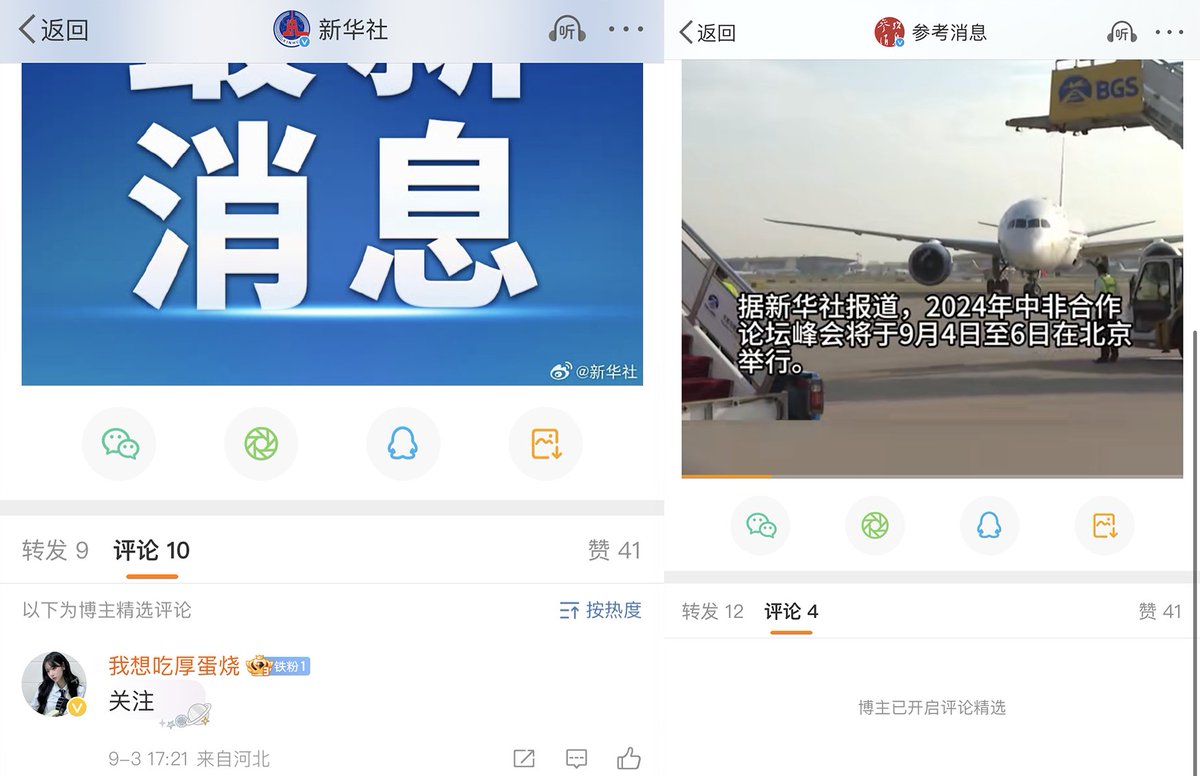 返回
新华社
听
最新
消息
@新华社
转发 9
评论 10
赞 41
以下为博主精选评论
按热度
我想吃厚蛋烧
铁粉1
关注
9-3 17:21 来自河北
返回
参考消息
听
BGS
据新华社报道，2024年中非合作
论坛峰会将于9月4日至6日在北京
举行。
转发 12
评论 4
赞 41
博主已开启评论精选